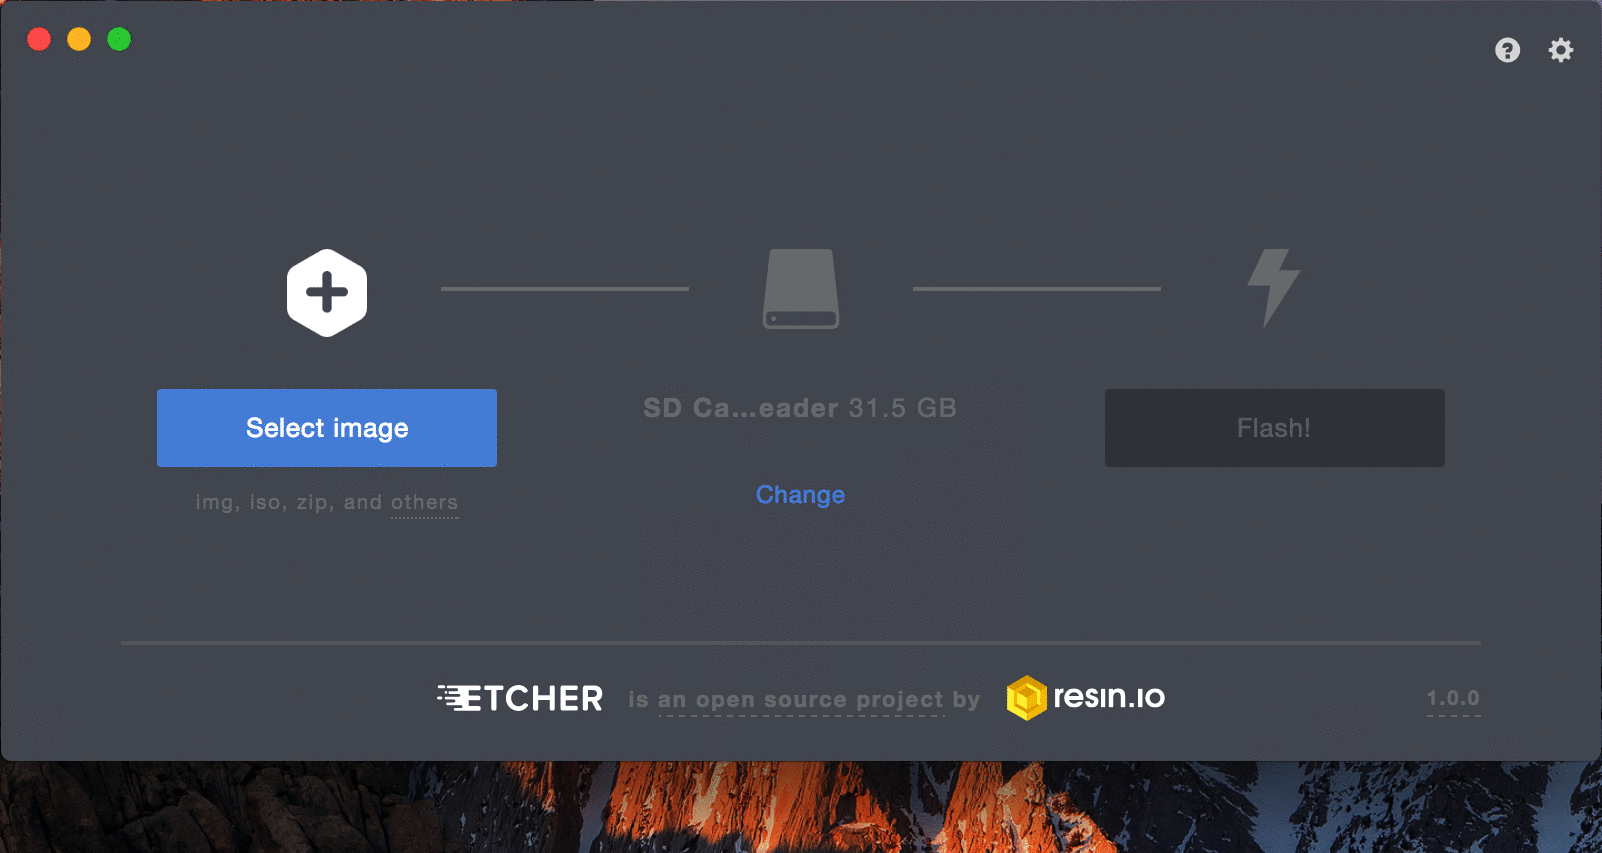 Select image
img, iso, zip, and others
SD Ca...eader 31.5 GB
Change
Flash!
ETCHER is an open source project by resin.io
1.0.0